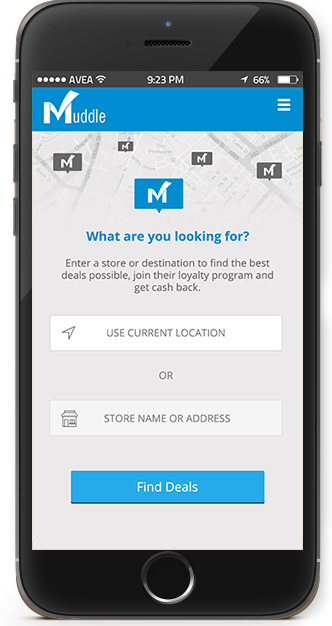 AVEA 9:23 PM 66%
Muddle
M
M
M
M
M
What are you looking for?
Enter a store or destination to find the best
deals possible, join their loyalty program and
get cash back.
USE CURRENT LOCATION
OR
STORE NAME OR ADDRESS
Find Deals